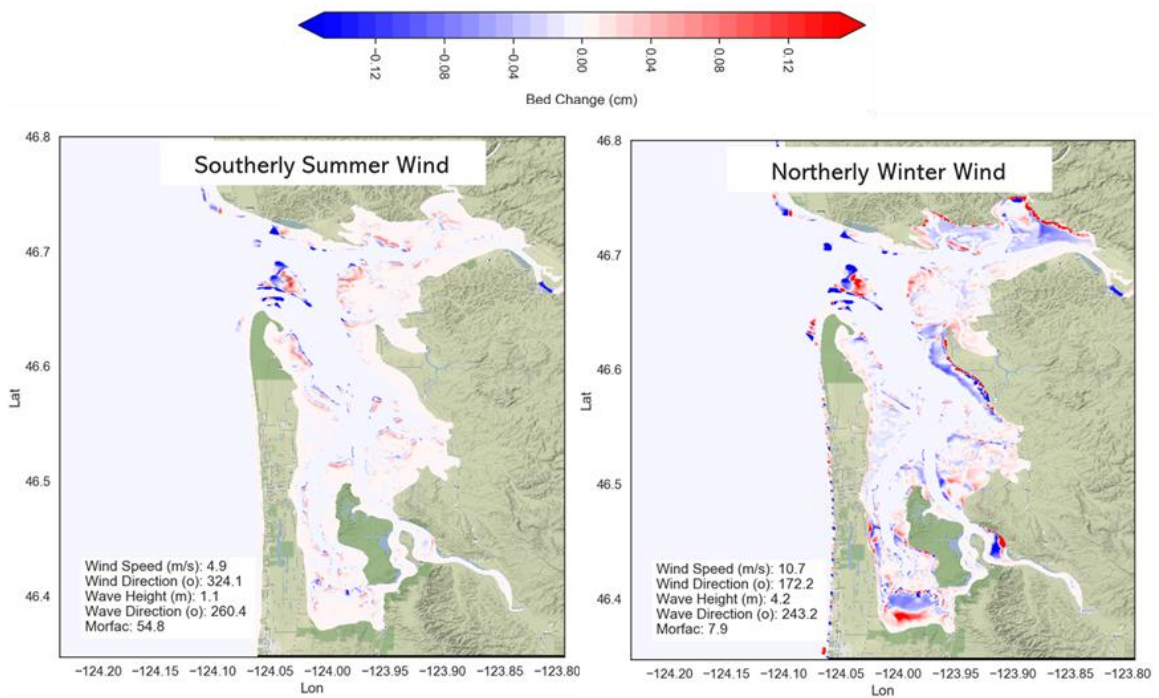 −0.12 −0.08 −0.04 0.00 0.04 0.08 0.12
Bed Change (cm)
Southerly Summer Wind
46.8
46.7
46.6
46.5
46.4
Lat
Wind Speed (m/s): 4.9
Wind Direction (o): 324.1
Wave Height (m): 1.1
Wave Direction (o): 260.4
Morfac: 54.8
−124.20 −124.15 −124.10 −124.05 −124.00 −123.95 −123.90 −123.85 −123.80
Lon
Northerly Winter Wind
46.8
46.7
46.6
46.5
46.4
Lat
Wind Speed (m/s): 10.7
Wind Direction (o): 172.2
Wave Height (m): 4.2
Wave Direction (o): 243.2
Morfac: 7.9
−124.20 −124.15 −124.10 −124.05 −124.00 −123.95 −123.90 −123.85 −123.80
Lon